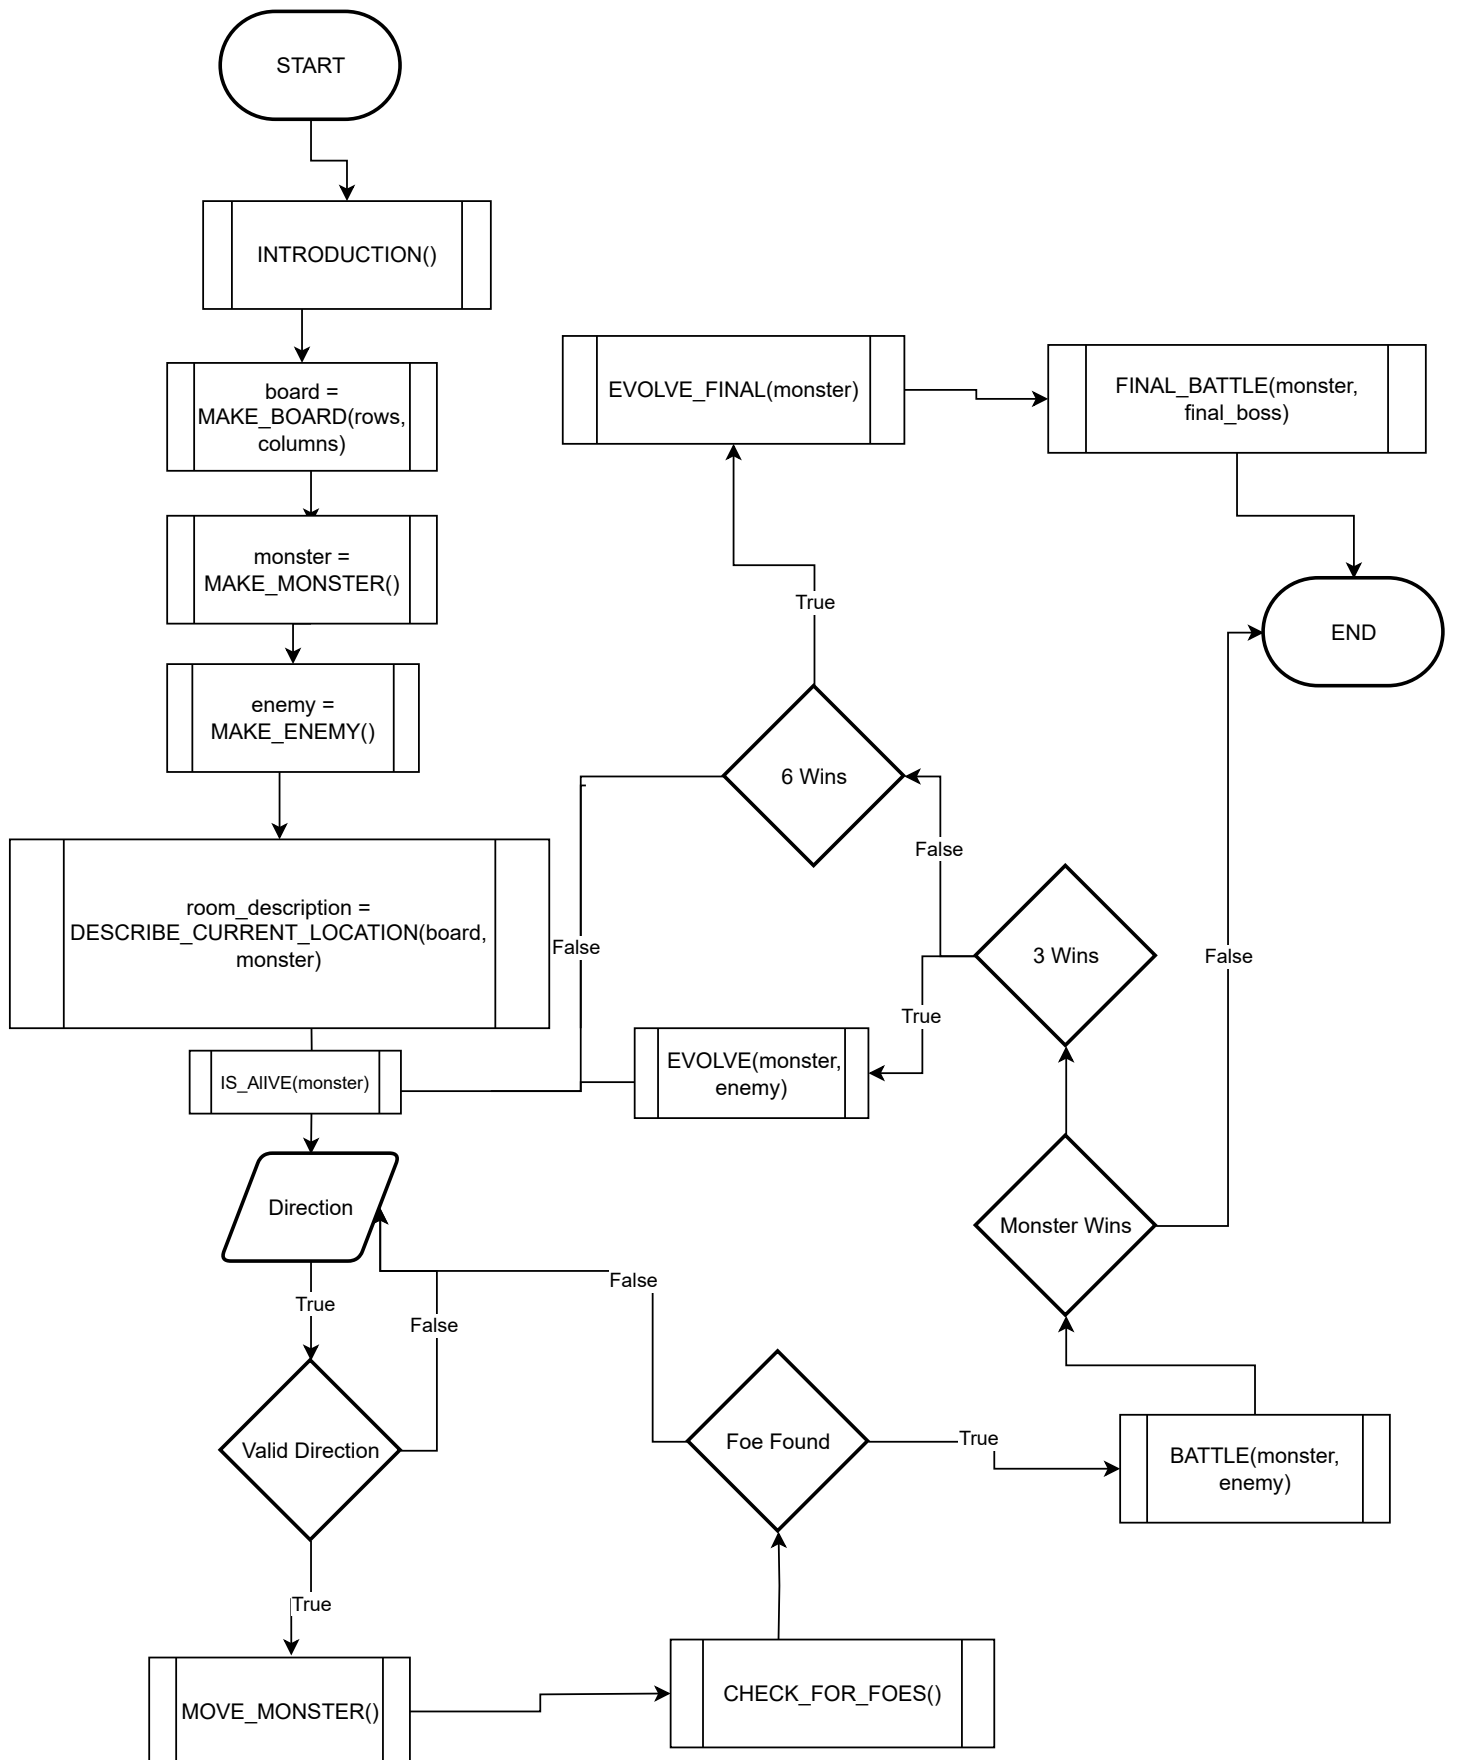 START
INTRODUCTION()
board =
MAKE_BOARD(rows,
columns)
monster =
MAKE_MONSTER()
enemy =
MAKE_ENEMY()
room_description =
DESCRIBE_CURRENT_LOCATION(board,
monster)
IS_AlIVE(monster)
Direction
True
False
Valid Direction
True
MOVE_MONSTER()
CHECK_FOR_FOES()
Foe Found
False
True
BATTLE(monster,
enemy)
Monster Wins
False
3 Wins
True
False
EVOLVE(monster,
enemy)
6 Wins
False
True
EVOLVE_FINAL(monster)
FINAL_BATTLE(monster,
final_boss)
END